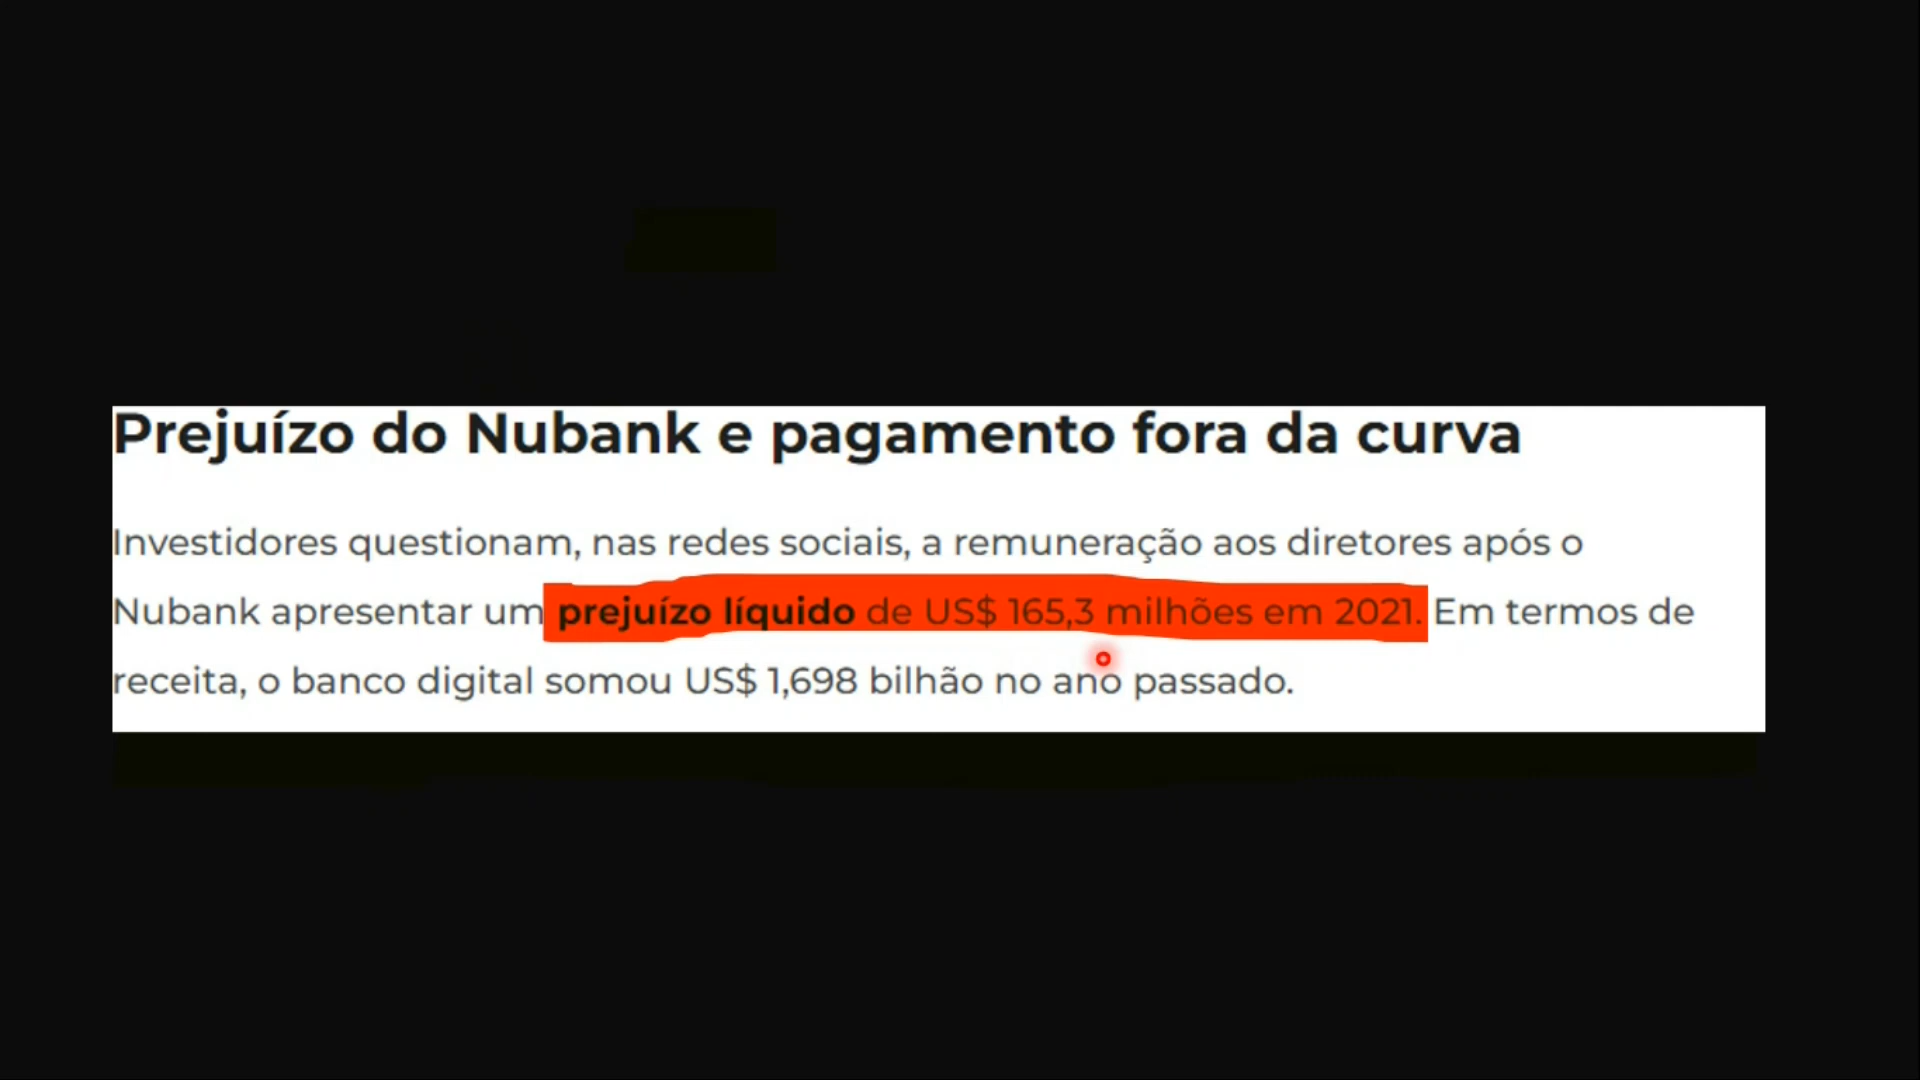 Prejuízo do Nubank e pagamento fora da curva
Investidores questionam, nas redes sociais, a remuneração aos diretores após o
Nubank apresentar um prejuízo líquido de US$ 165,3 milhões em 2021. Em termos de
receita, o banco digital somou US$ 1,698 bilhão no ano passado.